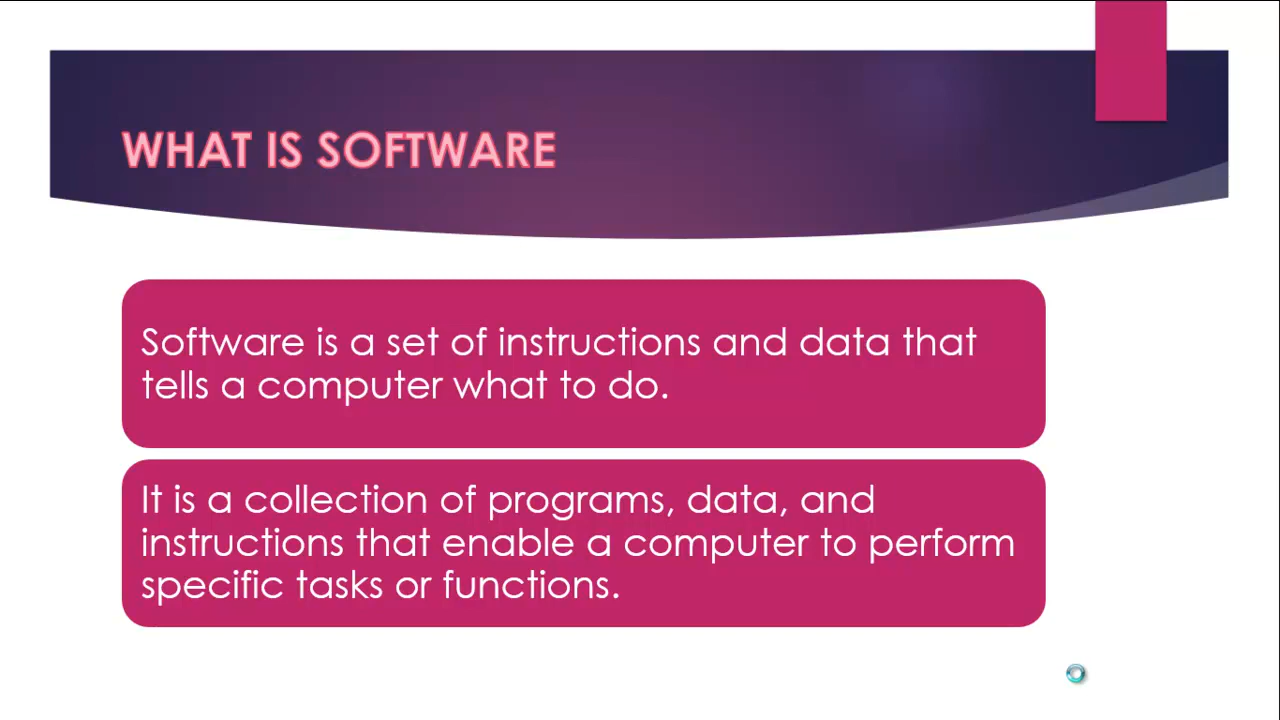 WHAT IS SOFTWARE
Software is a set of instructions and data that
tells a computer what to do.
It is a collection of programs, data, and
instructions that enable a computer to perform
specific tasks or functions.